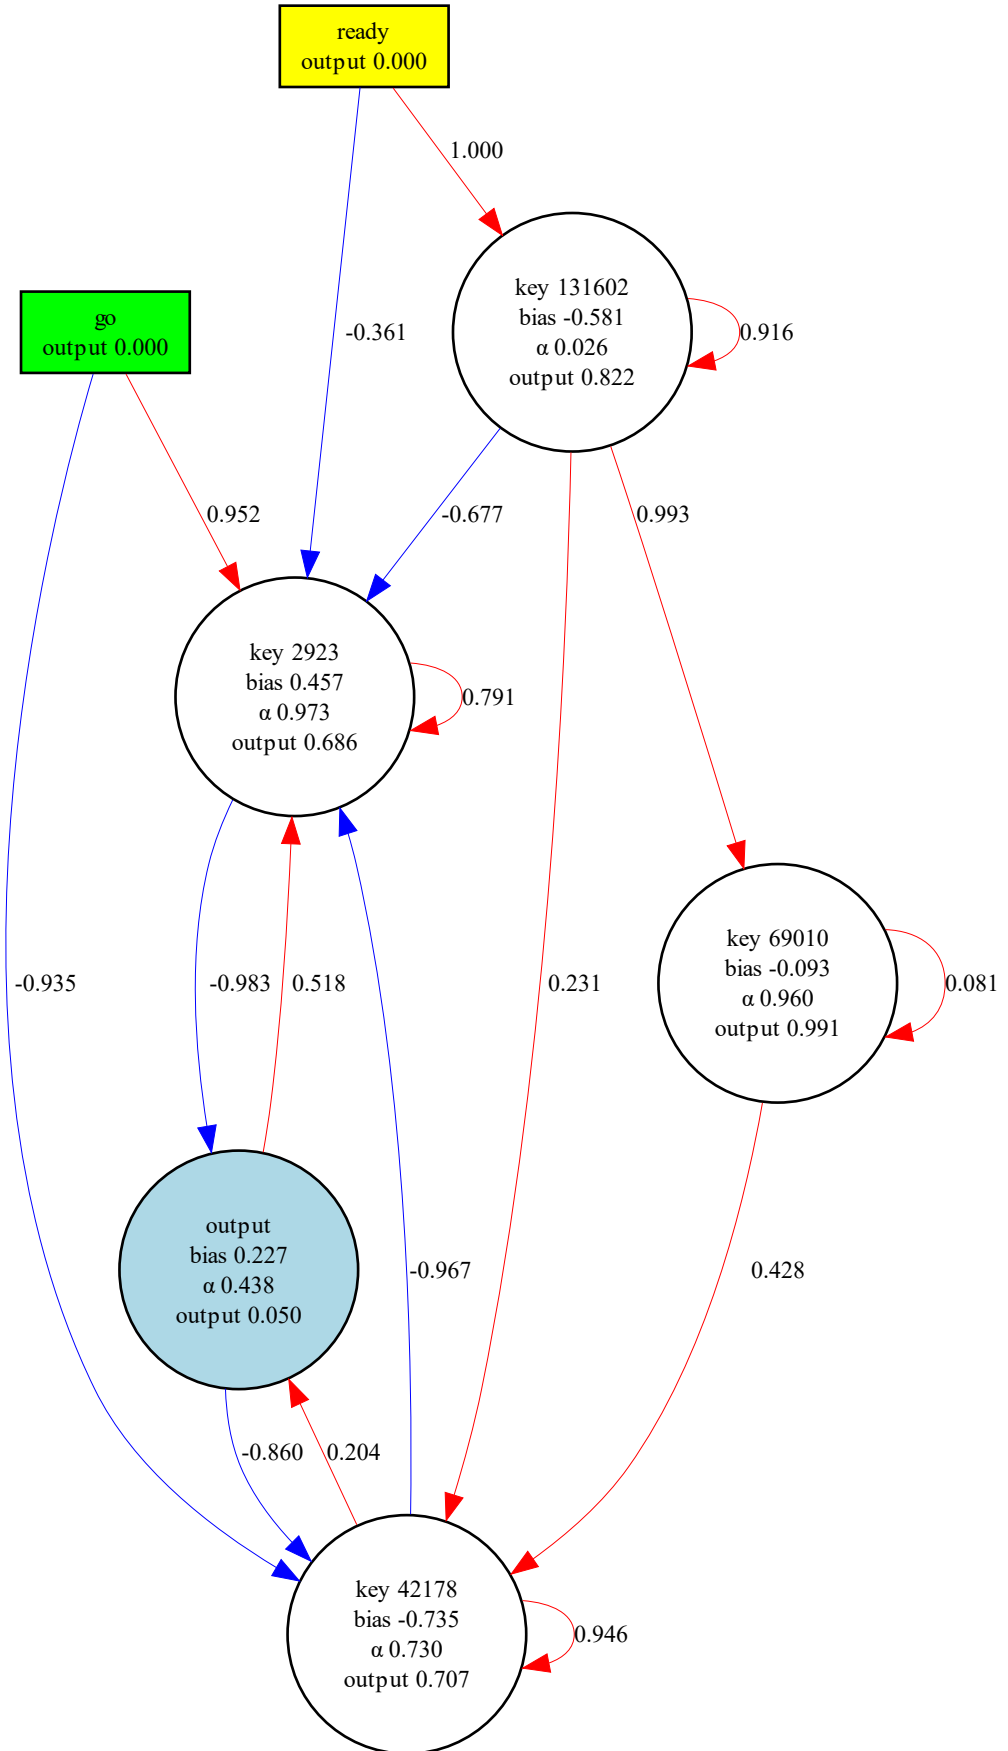 ready
output 0.000
1.000
go
output 0.000
-0.361
key 131602
bias -0.581
α 0.026
output 0.822
0.916
0.952
-0.677
0.993
key 2923
bias 0.457
α 0.973
output 0.686
0.791
-0.935
-0.983
0.518
0.231
key 69010
bias -0.093
α 0.960
output 0.991
0.081
output
bias 0.227
α 0.438
output 0.050
-0.967
0.428
-0.860
0.204
key 42178
bias -0.735
α 0.730
output 0.707
0.946